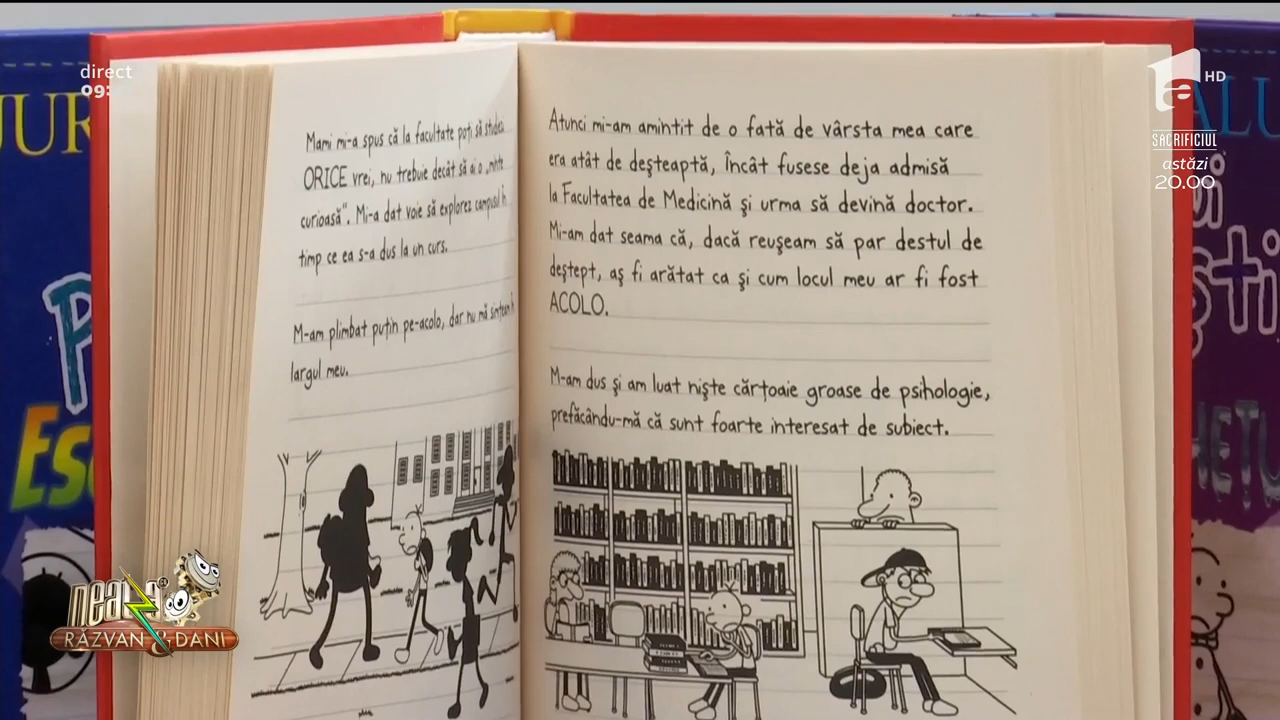 direct
09:
HD
SACRIFICIUL
astăzi
20.00
JUR
ALU
Mami mi-a spus că la facultate poți să studiezi
ORICE vrei, nu trebuie decât să ai o „minte
curioasă". Mi-a dat voie să explorez campusul în
timp ce ea s-a dus la un curs.
M-am plimbat puțin pe-acolo, dar nu mă simțeam în
largul meu.
Atunci mi-am amintit de o fată de vârsta mea care
era atât de deșteaptă, încât fusese deja admisă
la Facultatea de Medicină și urma să devină doctor.
Mi-am dat seama că, dacă reușeam să par destul de
deștept, aș fi arătat ca și cum locul meu ar fi fost
ACOLO.
M-am dus și am luat niște cărțoaie groase de psihologie,
prefăcându-mă că sunt foarte interesat de subiect.
neatza
RĂZVAN & DANI